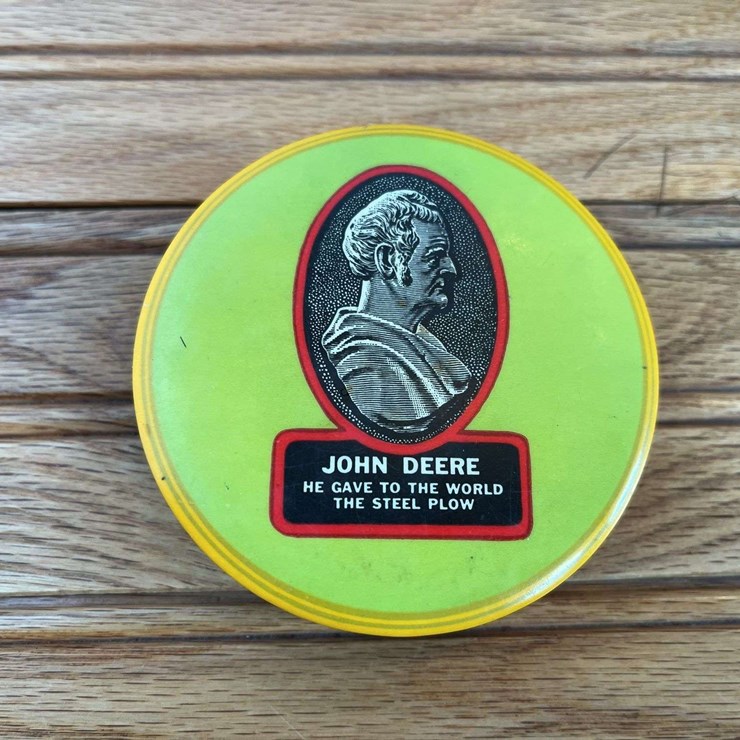 JOHN DEERE
HE GAVE TO THE WORLD
THE STEEL PLOW